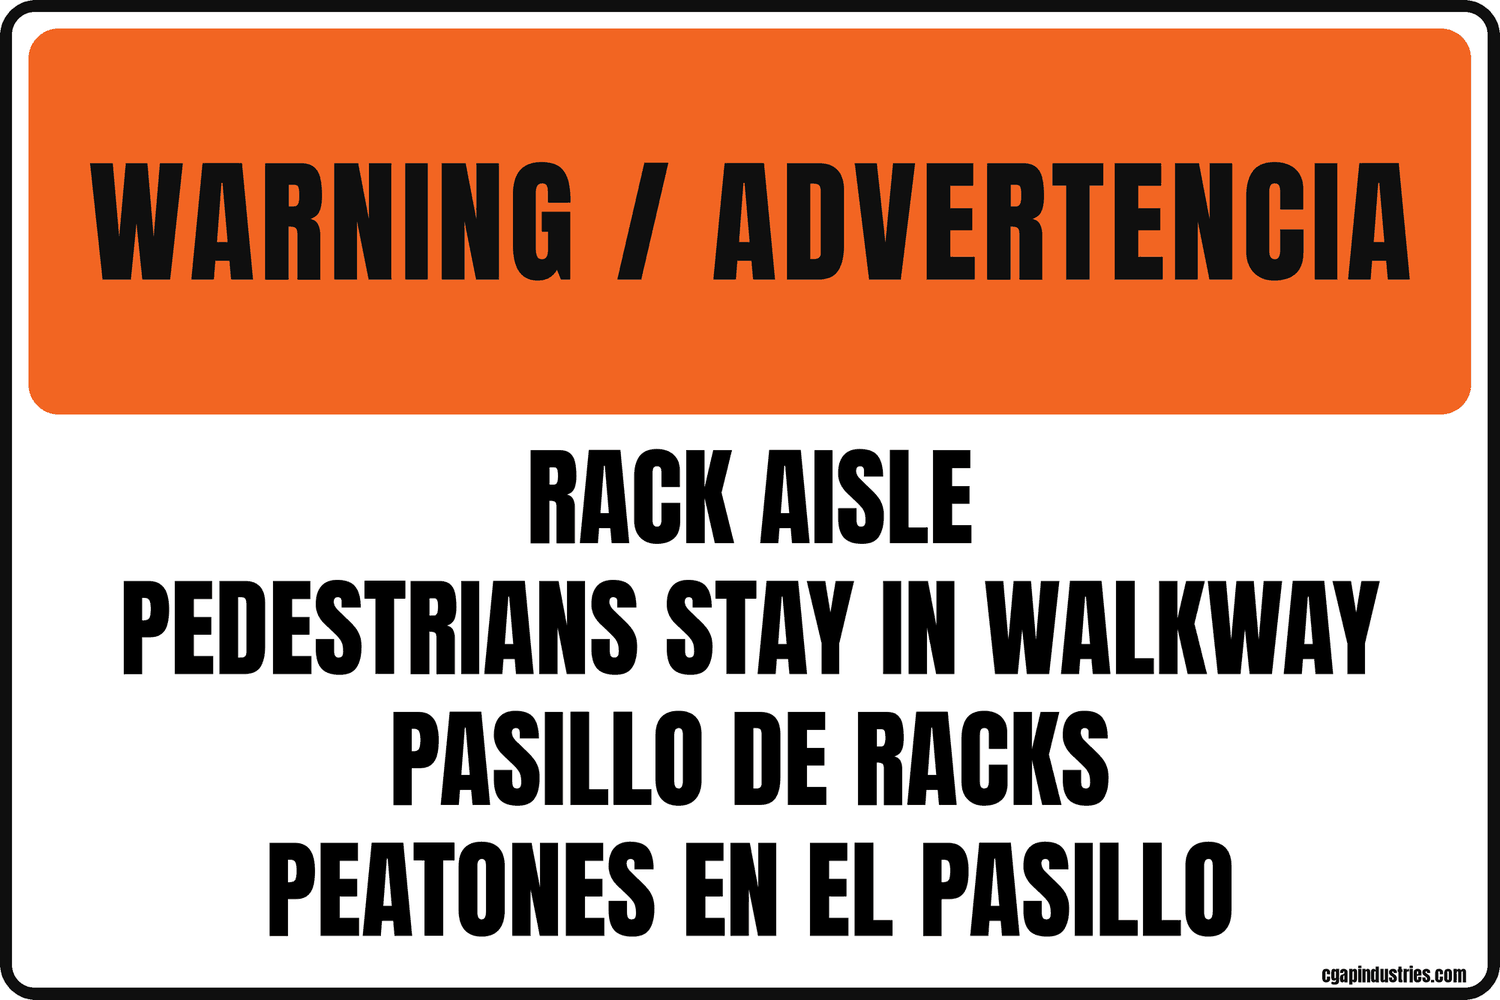 WARNING / ADVERTENCIA
RACK AISLE
PEDESTRIANS STAY IN WALKWAY
PASILLO DE RACKS
PEATONES EN EL PASILLO
cgapindustries.com